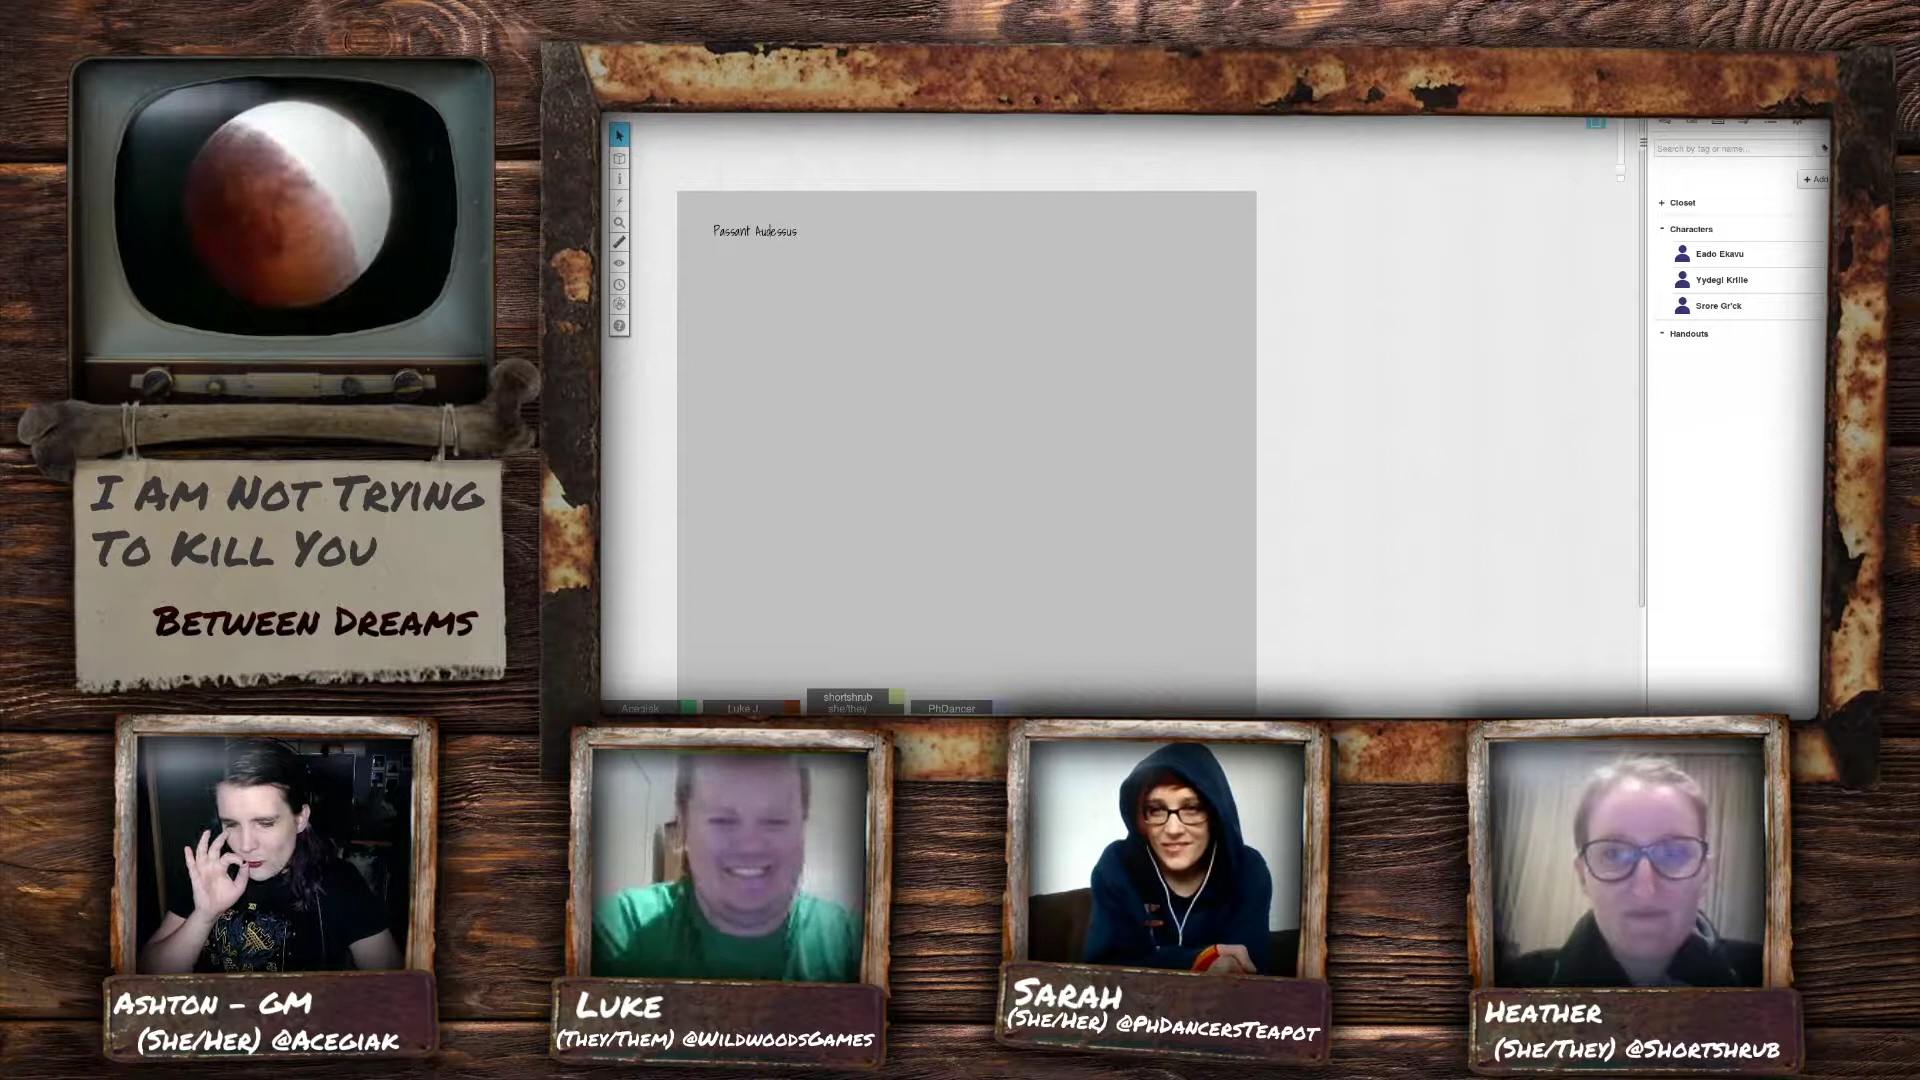 I Am Not Trying
To Kill You
Between Dreams
Passant Audessus
Search by tag or name...
+ Add
+ Closet
- Characters
Eado Ekavu
Yydegi Krille
Srore Gr'ck
- Handouts
Acegiak
Luke J.
shortshrub
she/they
PhDancer
Ashton - GM
(She/Her) @Acegiak
Luke
(They/Them) @WildwoodsGames
Sarah
(She/Her) @PhDancersTeapot
Heather
(She/They) @Shortshrub